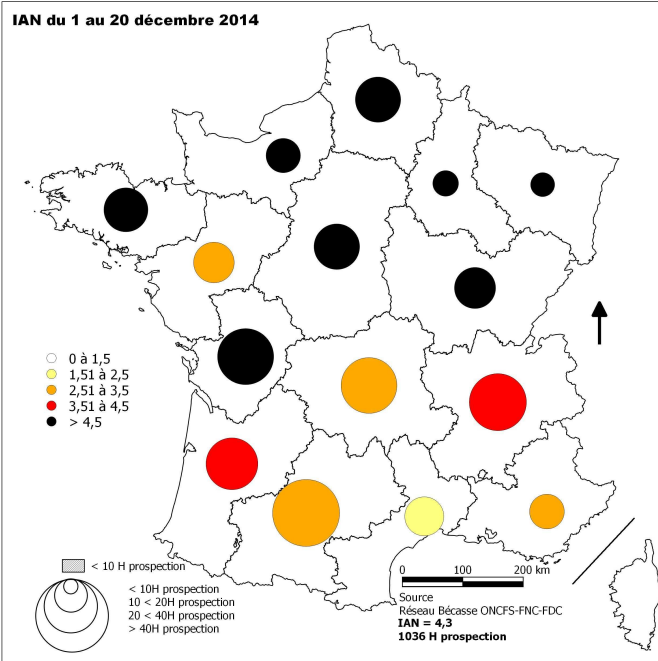 IAN du 1 au 20 décembre 2014
0 à 1,5
1,51 à 2,5
2,51 à 3,5
3,51 à 4,5
> 4,5
< 10 H prospection
< 10H prospection
10 < 20H prospection
20 < 40H prospection
> 40H prospection
0 100 200 km
Source
Réseau Bécasse ONCFS-FNC-FDC
IAN = 4,3
1036 H prospection